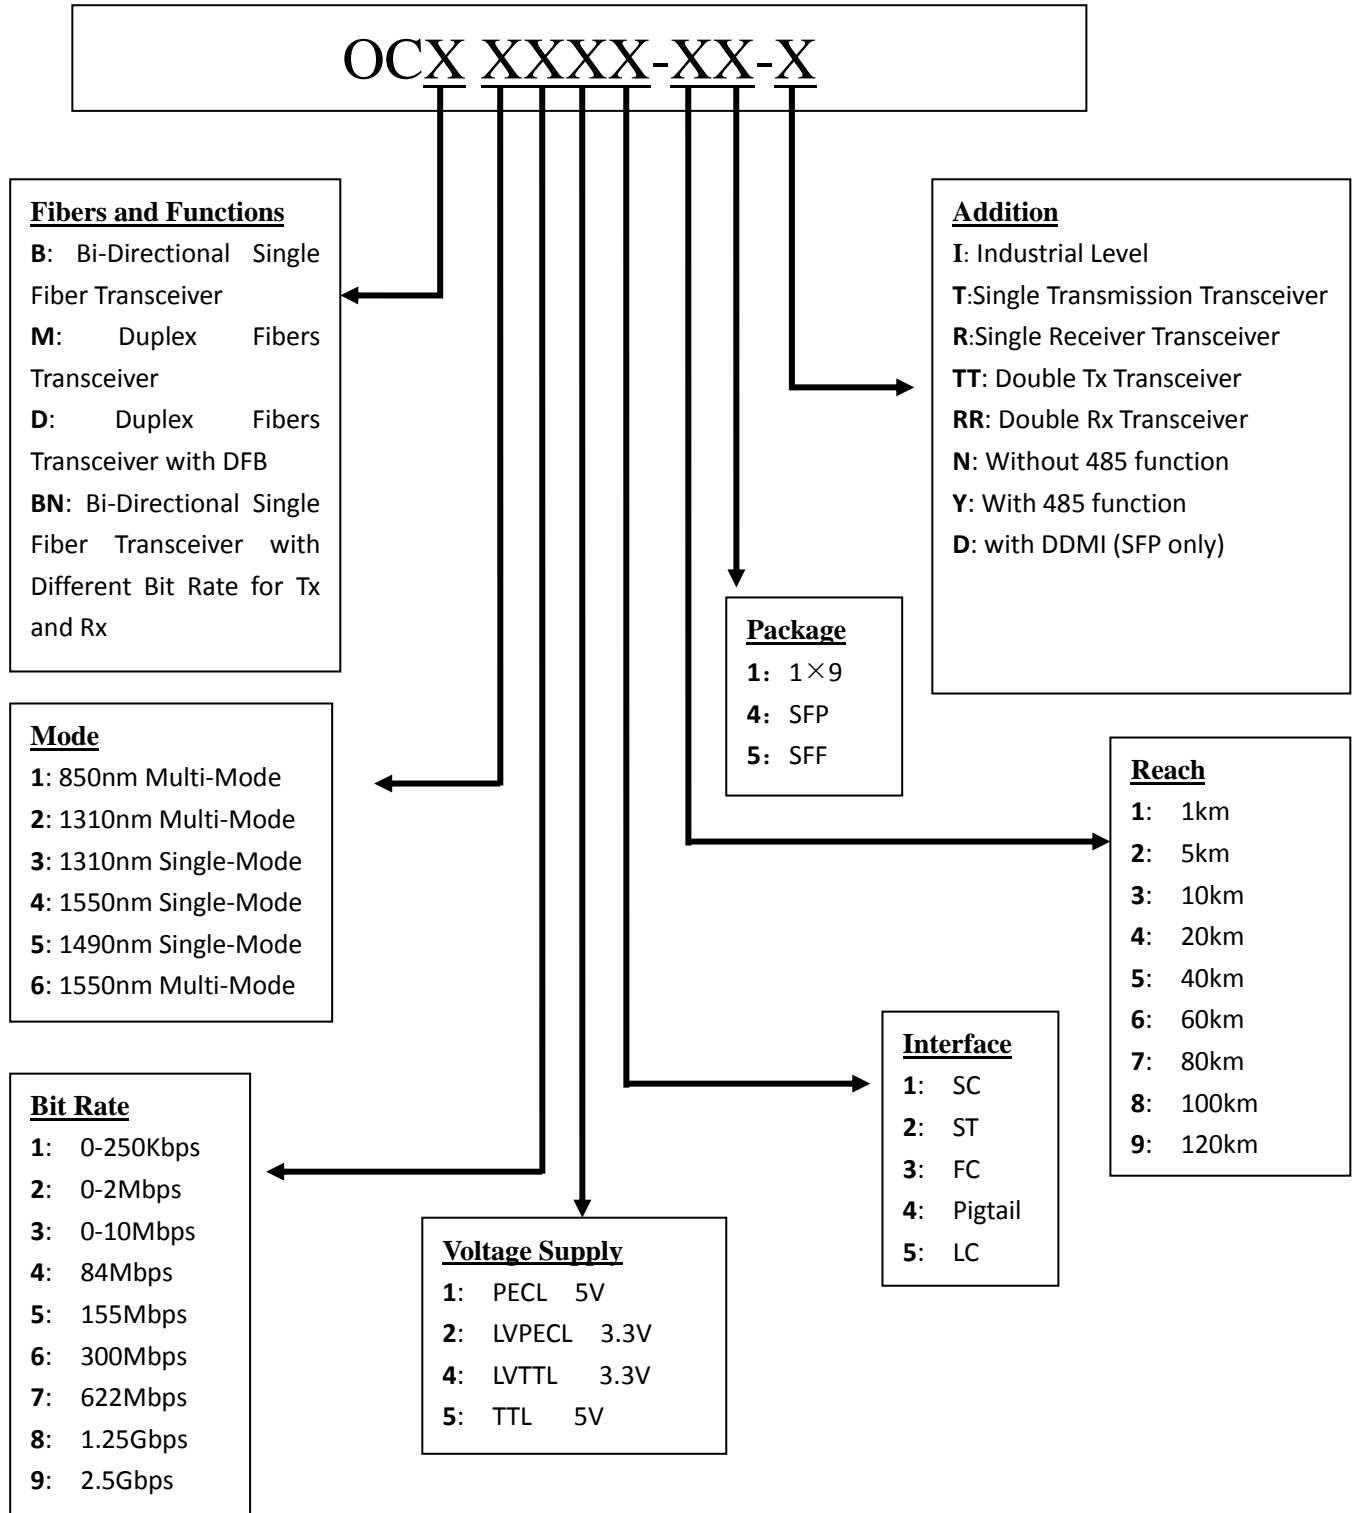 OCX XXXX-XX-X
Fibers and Functions
B: Bi-Directional Single
Fiber Transceiver
M: Duplex Fibers
Transceiver
D: Duplex Fibers
Transceiver with DFB
BN: Bi-Directional Single
Fiber Transceiver with
Different Bit Rate for Tx
and Rx
Addition
I: Industrial Level
T:Single Transmission Transceiver
R:Single Receiver Transceiver
TT: Double Tx Transceiver
RR: Double Rx Transceiver
N: Without 485 function
Y: With 485 function
D: with DDMI (SFP only)
Package
1: 1×9
4: SFP
5: SFF
Mode
1: 850nm Multi-Mode
2: 1310nm Multi-Mode
3: 1310nm Single-Mode
4: 1550nm Single-Mode
5: 1490nm Single-Mode
6: 1550nm Multi-Mode
Reach
1: 1km
2: 5km
3: 10km
4: 20km
5: 40km
6: 60km
7: 80km
8: 100km
9: 120km
Interface
1: SC
2: ST
3: FC
4: Pigtail
5: LC
Bit Rate
1: 0-250Kbps
2: 0-2Mbps
3: 0-10Mbps
4: 84Mbps
5: 155Mbps
6: 300Mbps
7: 622Mbps
8: 1.25Gbps
9: 2.5Gbps
Voltage Supply
1: PECL 5V
2: LVPECL 3.3V
4: LVTTL 3.3V
5: TTL 5V